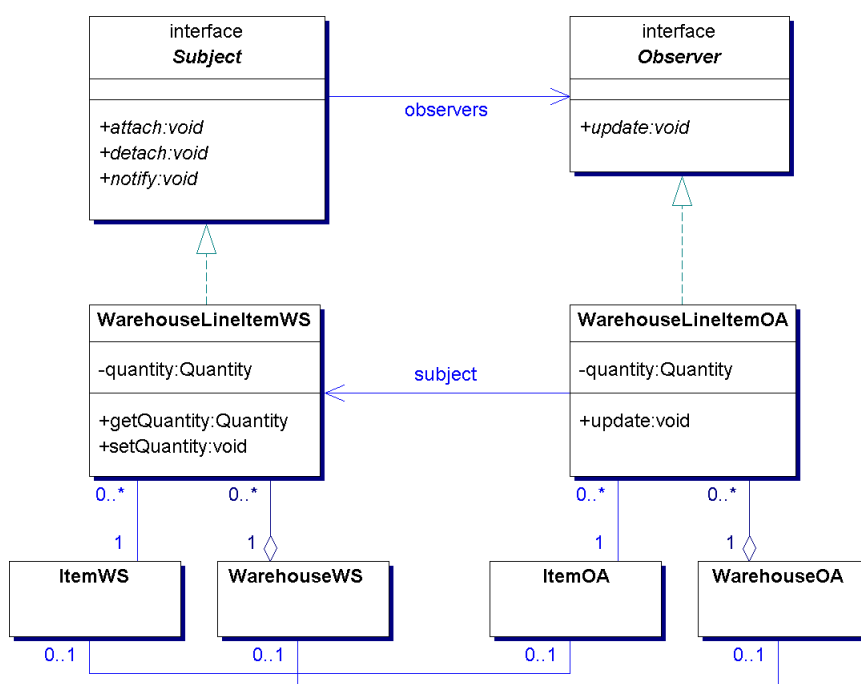 interface
Subject
+attach:void
+detach:void
+notify:void
observers
interface
Observer
+update:void
WarehouseLineItemWS
-quantity:Quantity
+getQuantity:Quantity
+setQuantity:void
subject
WarehouseLineItemOA
-quantity:Quantity
+update:void
0..*
0..*
0..*
0..*
1
1
1
1
ItemWS
WarehouseWS
ItemOA
WarehouseOA
0..1
0..1
0..1
0..1